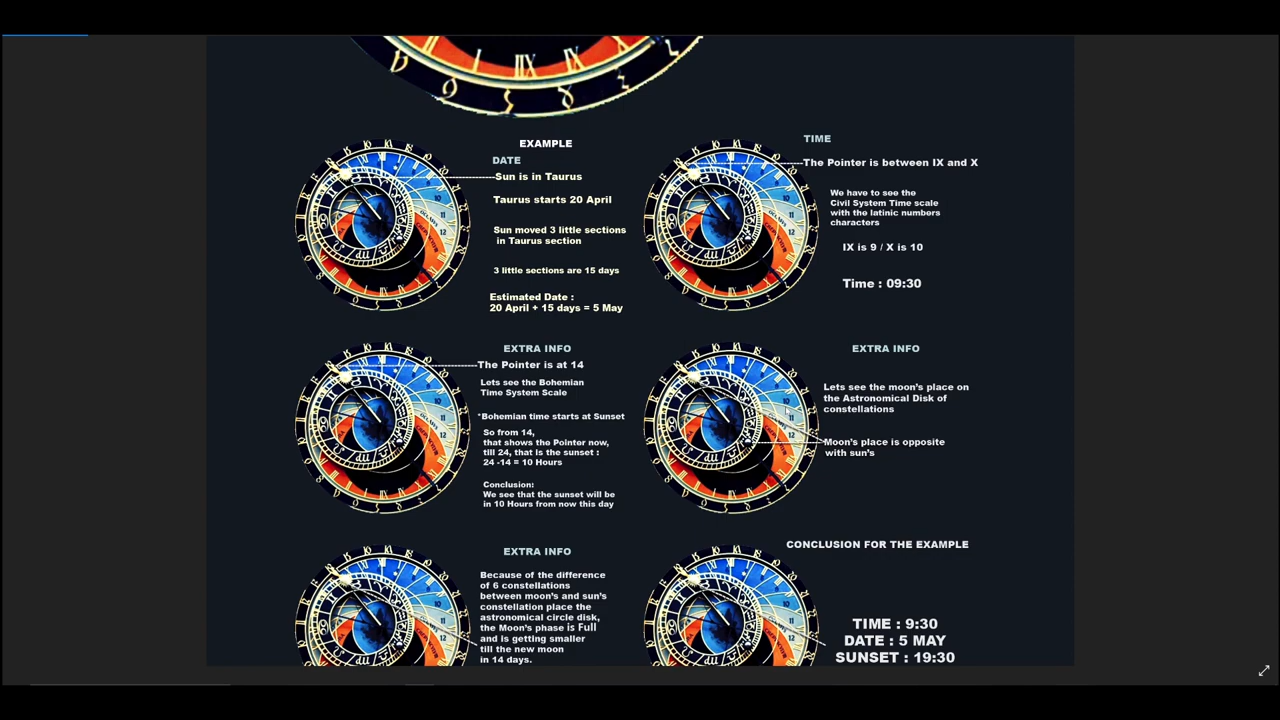 EXAMPLE
DATE
Sun is in Taurus
Taurus starts 20 April
Sun moved 3 little sections
in Taurus section
3 little sections are 15 days
Estimated Date :
20 April + 15 days = 5 May
TIME
The Pointer is between IX and X
We have to see the
Civil System Time scale
with the latinic numbers
characters
IX is 9 / X is 10
Time : 09:30
EXTRA INFO
The Pointer is at 14
Lets see the Bohemian
Time System Scale
*Bohemian time starts at Sunset
So from 14,
that shows the Pointer now,
till 24, that is the sunset :
24 -14 = 10 Hours
Conclusion:
We see that the sunset will be
in 10 Hours from now this day
EXTRA INFO
Lets see the moon's place on
the Astronomical Disk of
constellations
Moon's place is opposite
with sun's
EXTRA INFO
Because of the difference
of 6 constellations
between moon's and sun's
constellation place the
astronomical circle disk,
the Moon's phase is Full
and is getting smaller
till the new moon
in 14 days.
CONCLUSION FOR THE EXAMPLE
TIME : 9:30
DATE : 5 MAY
SUNSET : 19:30